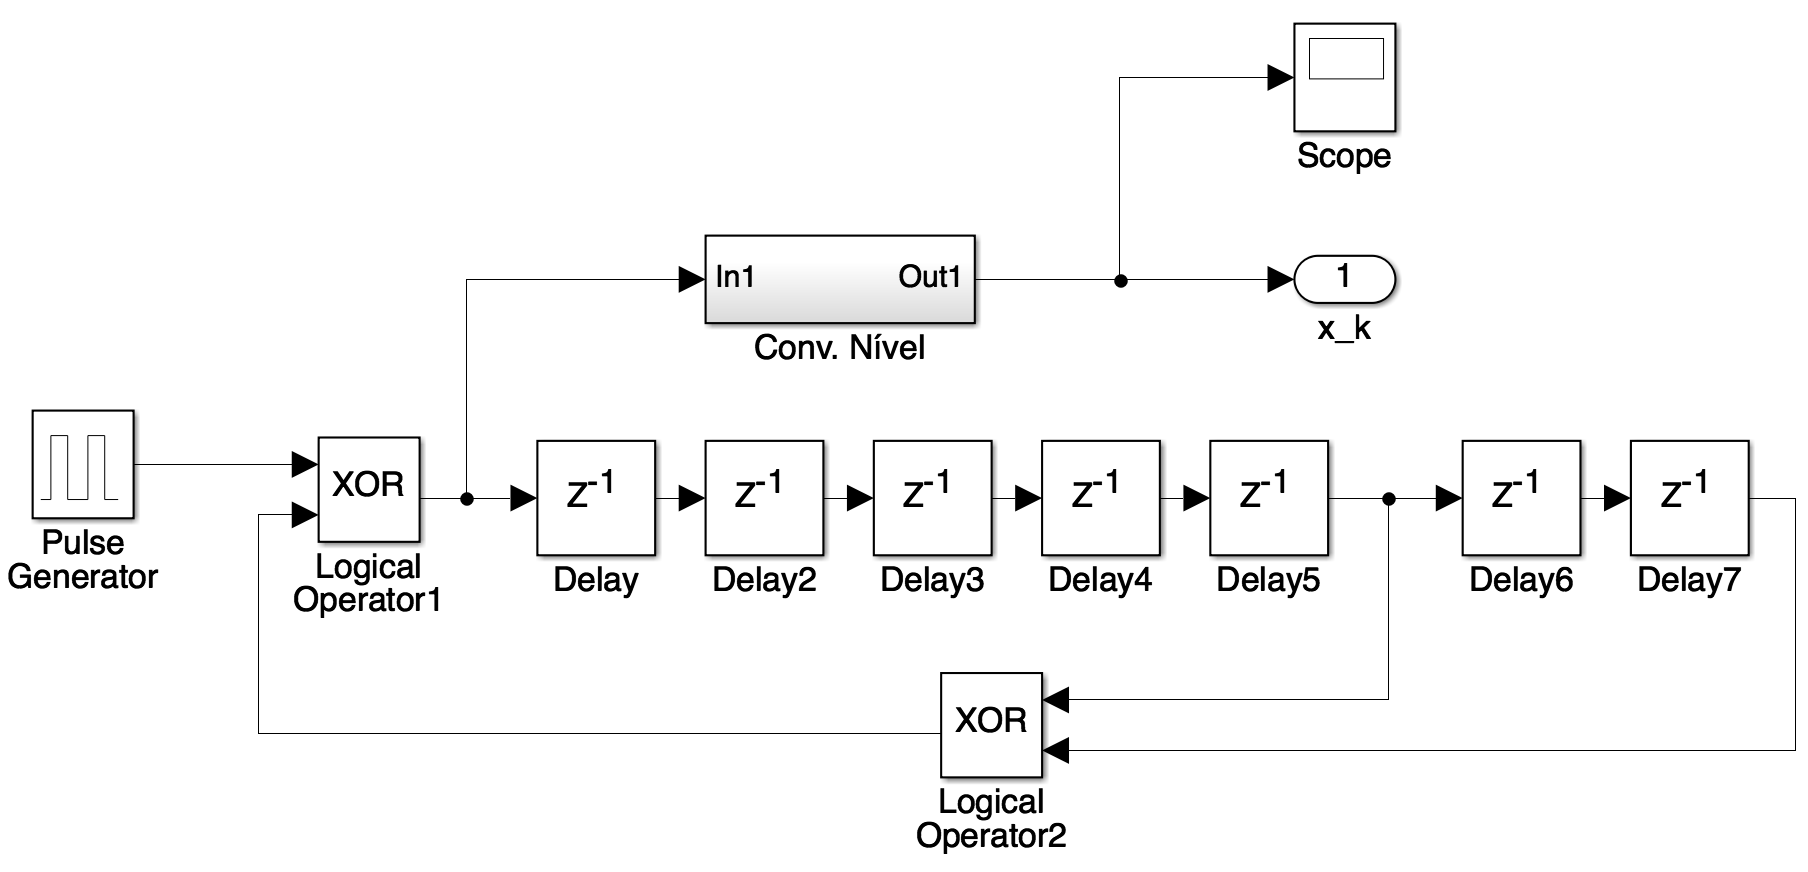 Scope
In1
Out1
1
Conv. Nível
x_k
Pulse
Generator
XOR
Logical
Operator1
z-1
z-1
z-1
z-1
z-1
z-1
z-1
Delay
Delay2
Delay3
Delay4
Delay5
Delay6
Delay7
XOR
Logical
Operator2